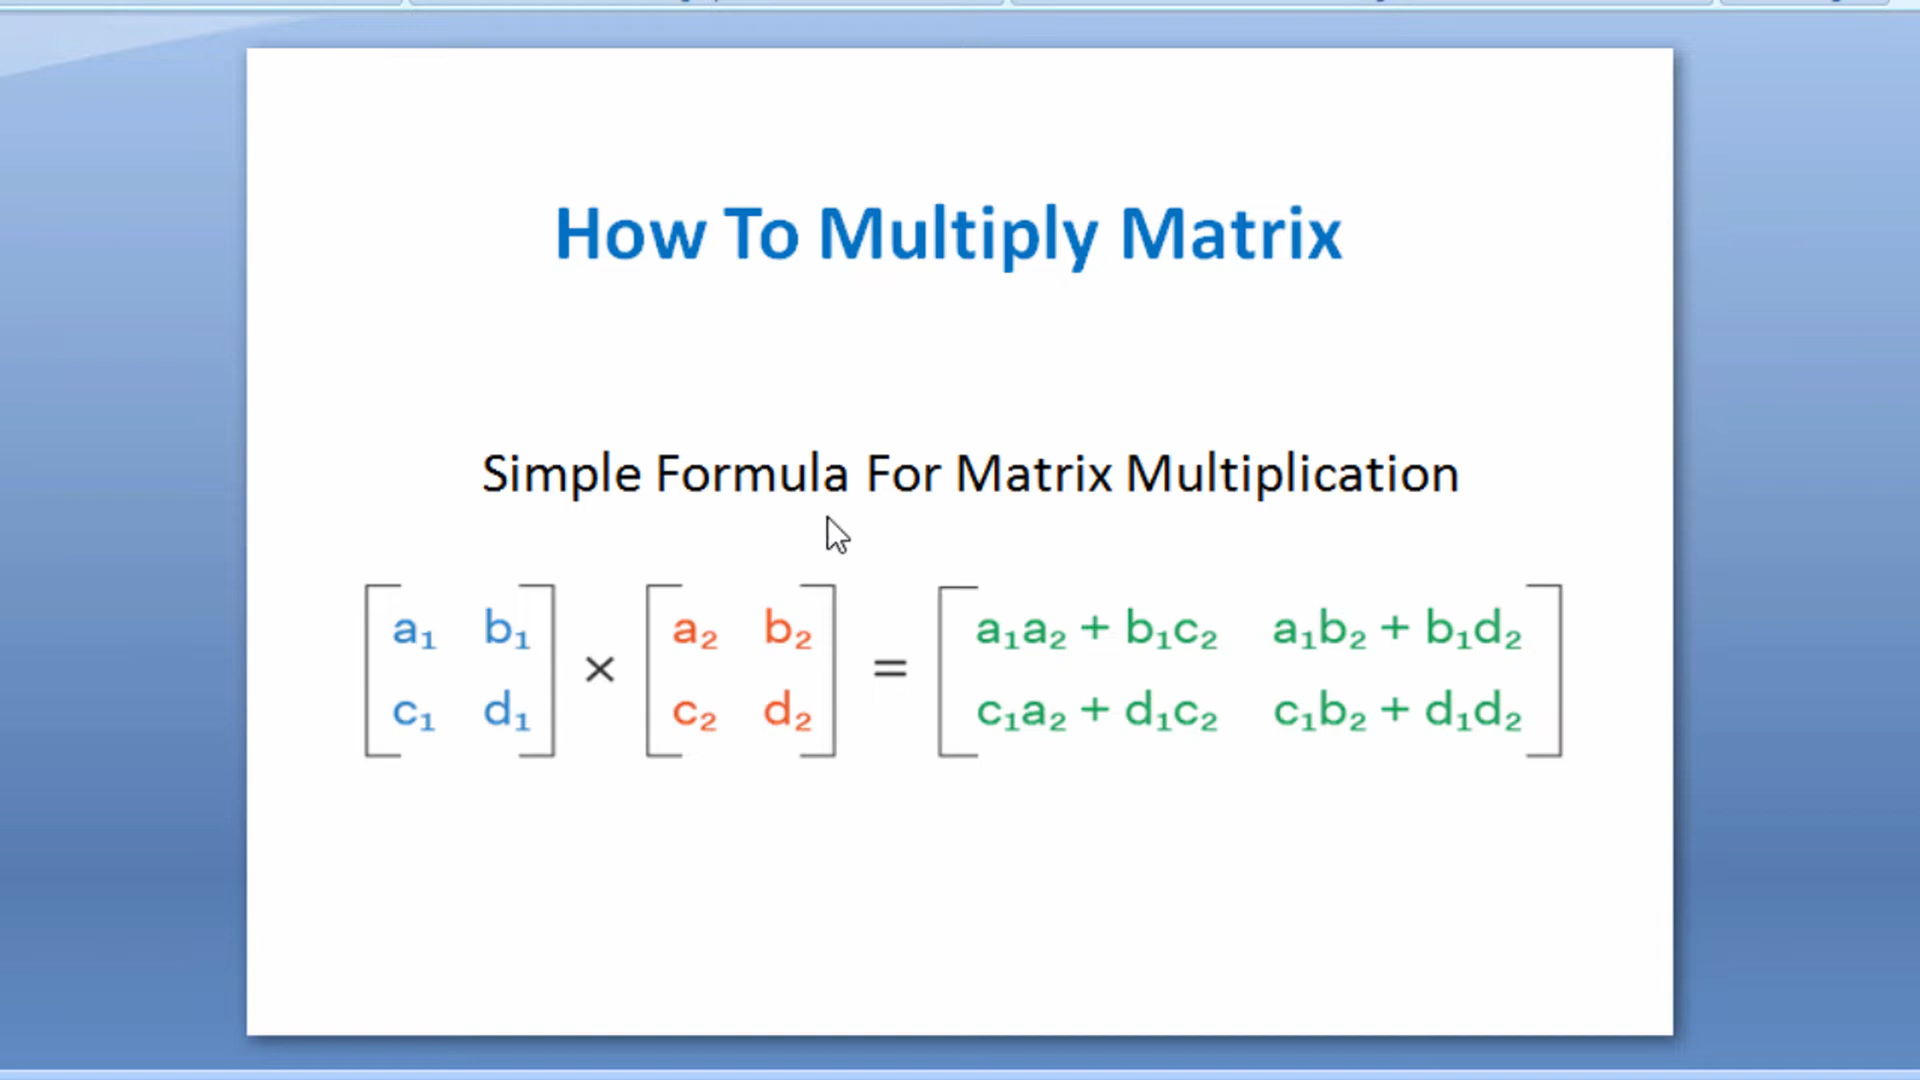 How To Multiply Matrix
Simple Formula For Matrix Multiplication
a₁ b₁ a₂ b₂ a₁a₂ + b₁c₂ a₁b₂ + b₁d₂
× =
c₁ d₁ c₂ d₂ c₁a₂ + d₁c₂ c₁b₂ + d₁d₂